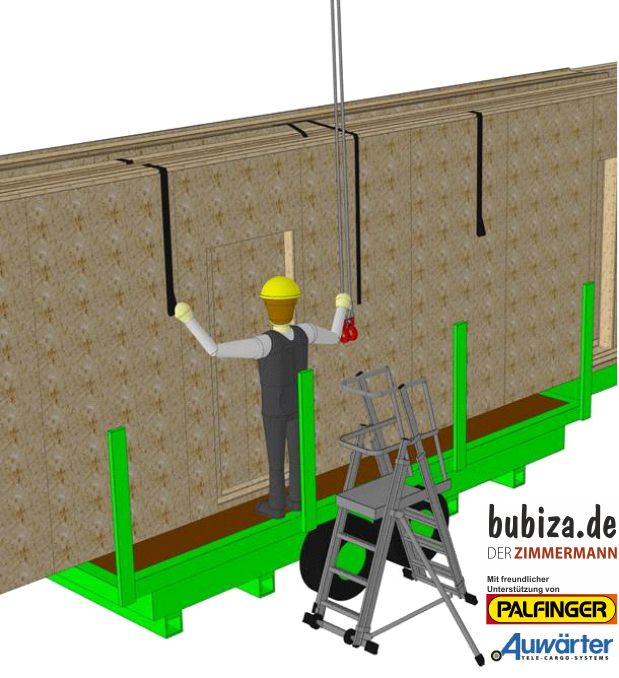 bubiza.de
DER ZIMMERMANN
Mit freundlicher
Unterstützung von
PALFINGER
Auwärter
TELE-CARGO-SYSTEMS